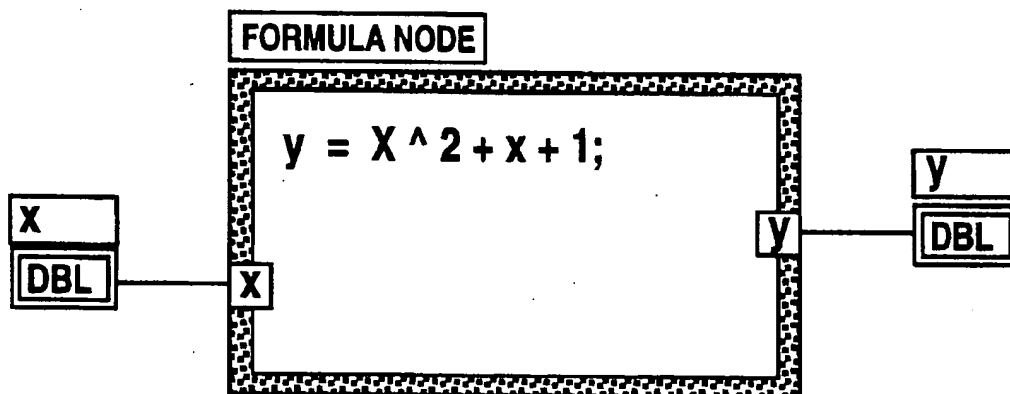 FORMULA NODE
y = X ^ 2 + x + 1;
x
DBL
x
y
y
DBL